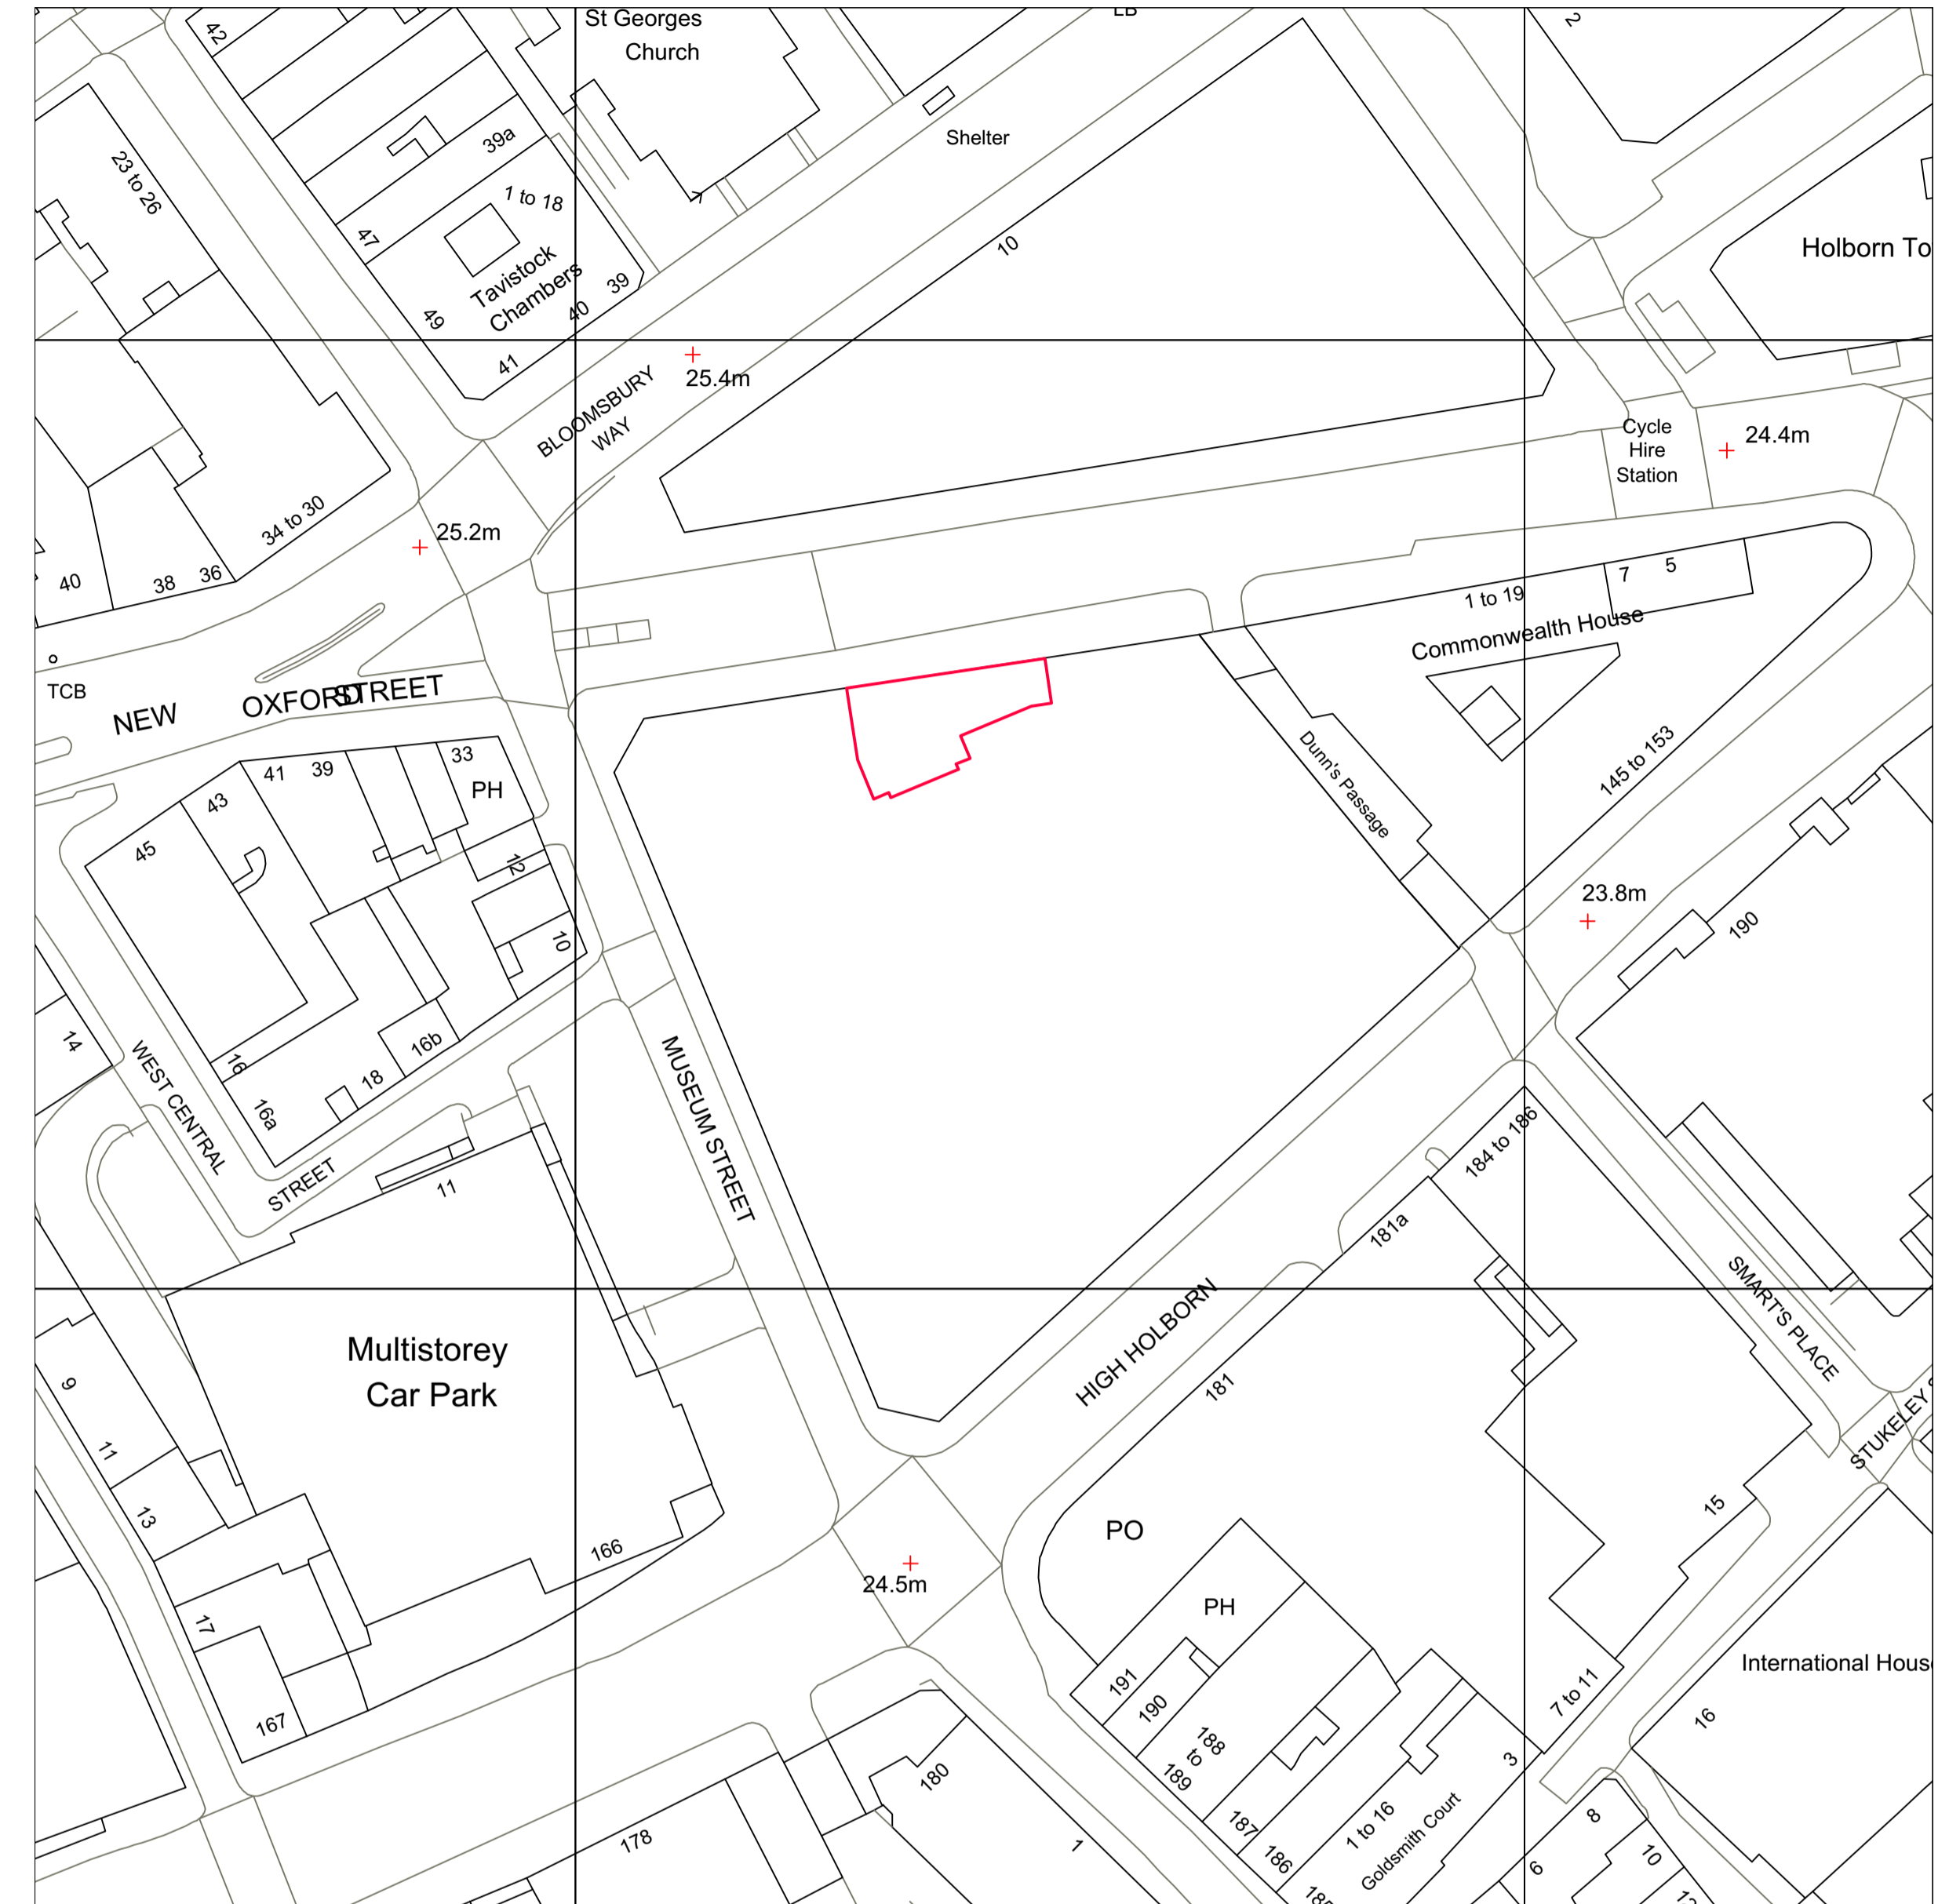 St Georges
Church
LB
2
42
39a
Shelter
23 to 26
1 to 18
47
Tavistock
Chambers
39
40
49
41
10
Holborn To
25.4m
BLOOMSBURY
WAY
Cycle
Hire
Station
24.4m
25.2m
34 to 30
40
38
36
7
5
1 to 19
Commonwealth House
TCB
NEW
OXFORD
STREET
33
41
39
PH
43
45
12
10
Dunn's Passage
145 to 153
23.8m
190
14
WEST CENTRAL
STREET
16
16a
18
16b
11
MUSEUM STREET
184 to 186
181a
HIGH HOLBORN
181
SMART'S PLACE
STUKELEY S
Multistorey
Car Park
9
11
13
17
166
167
PO
24.5m
PH
15
191
190
188
to
189
187
186
185
7 to 11
International Hous
16
3
1 to 16
Goldsmith Court
180
178
1
8
6
10
12